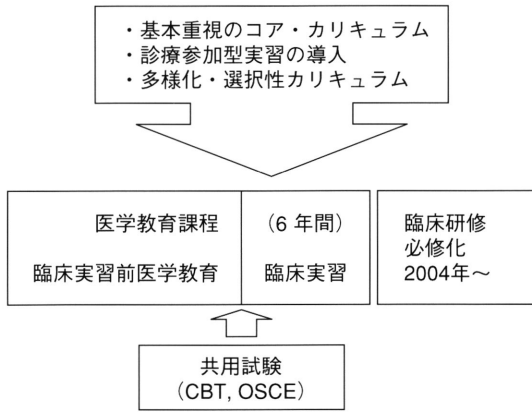 ・基本重視のコア・カリキュラム
・診療参加型実習の導入
・多様化・選択性カリキュラム
医学教育課程
（6 年間）
臨床実習前医学教育
臨床実習
臨床研修
必修化
2004年～
共用試験
（CBT, OSCE）